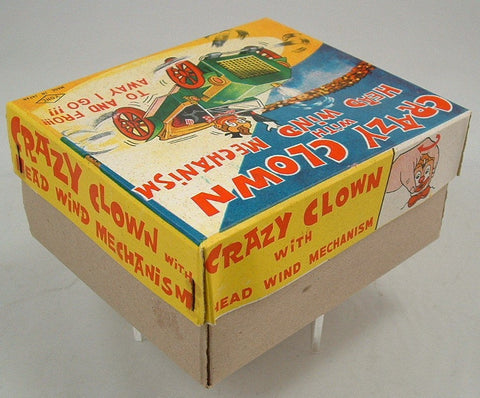 TO AND FROM
AWAY I GO!!
CRAZY CLOWN
WITH
HEAD WIND
MECHANISM
CRAZY CLOWN
HEAD WIND MECHANISM WITH
CRAZY CLOWN
WITH
HEAD WIND MECHANISM